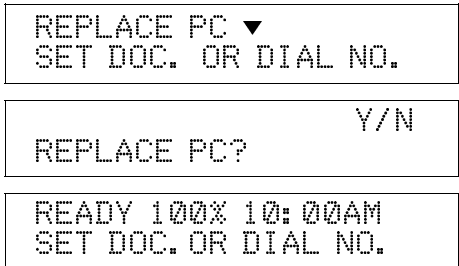 REPLACE PC ▼
SET DOC. OR DIAL NO.
Y/N
REPLACE PC?
READY 100% 10:00AM
SET DOC. OR DIAL NO.